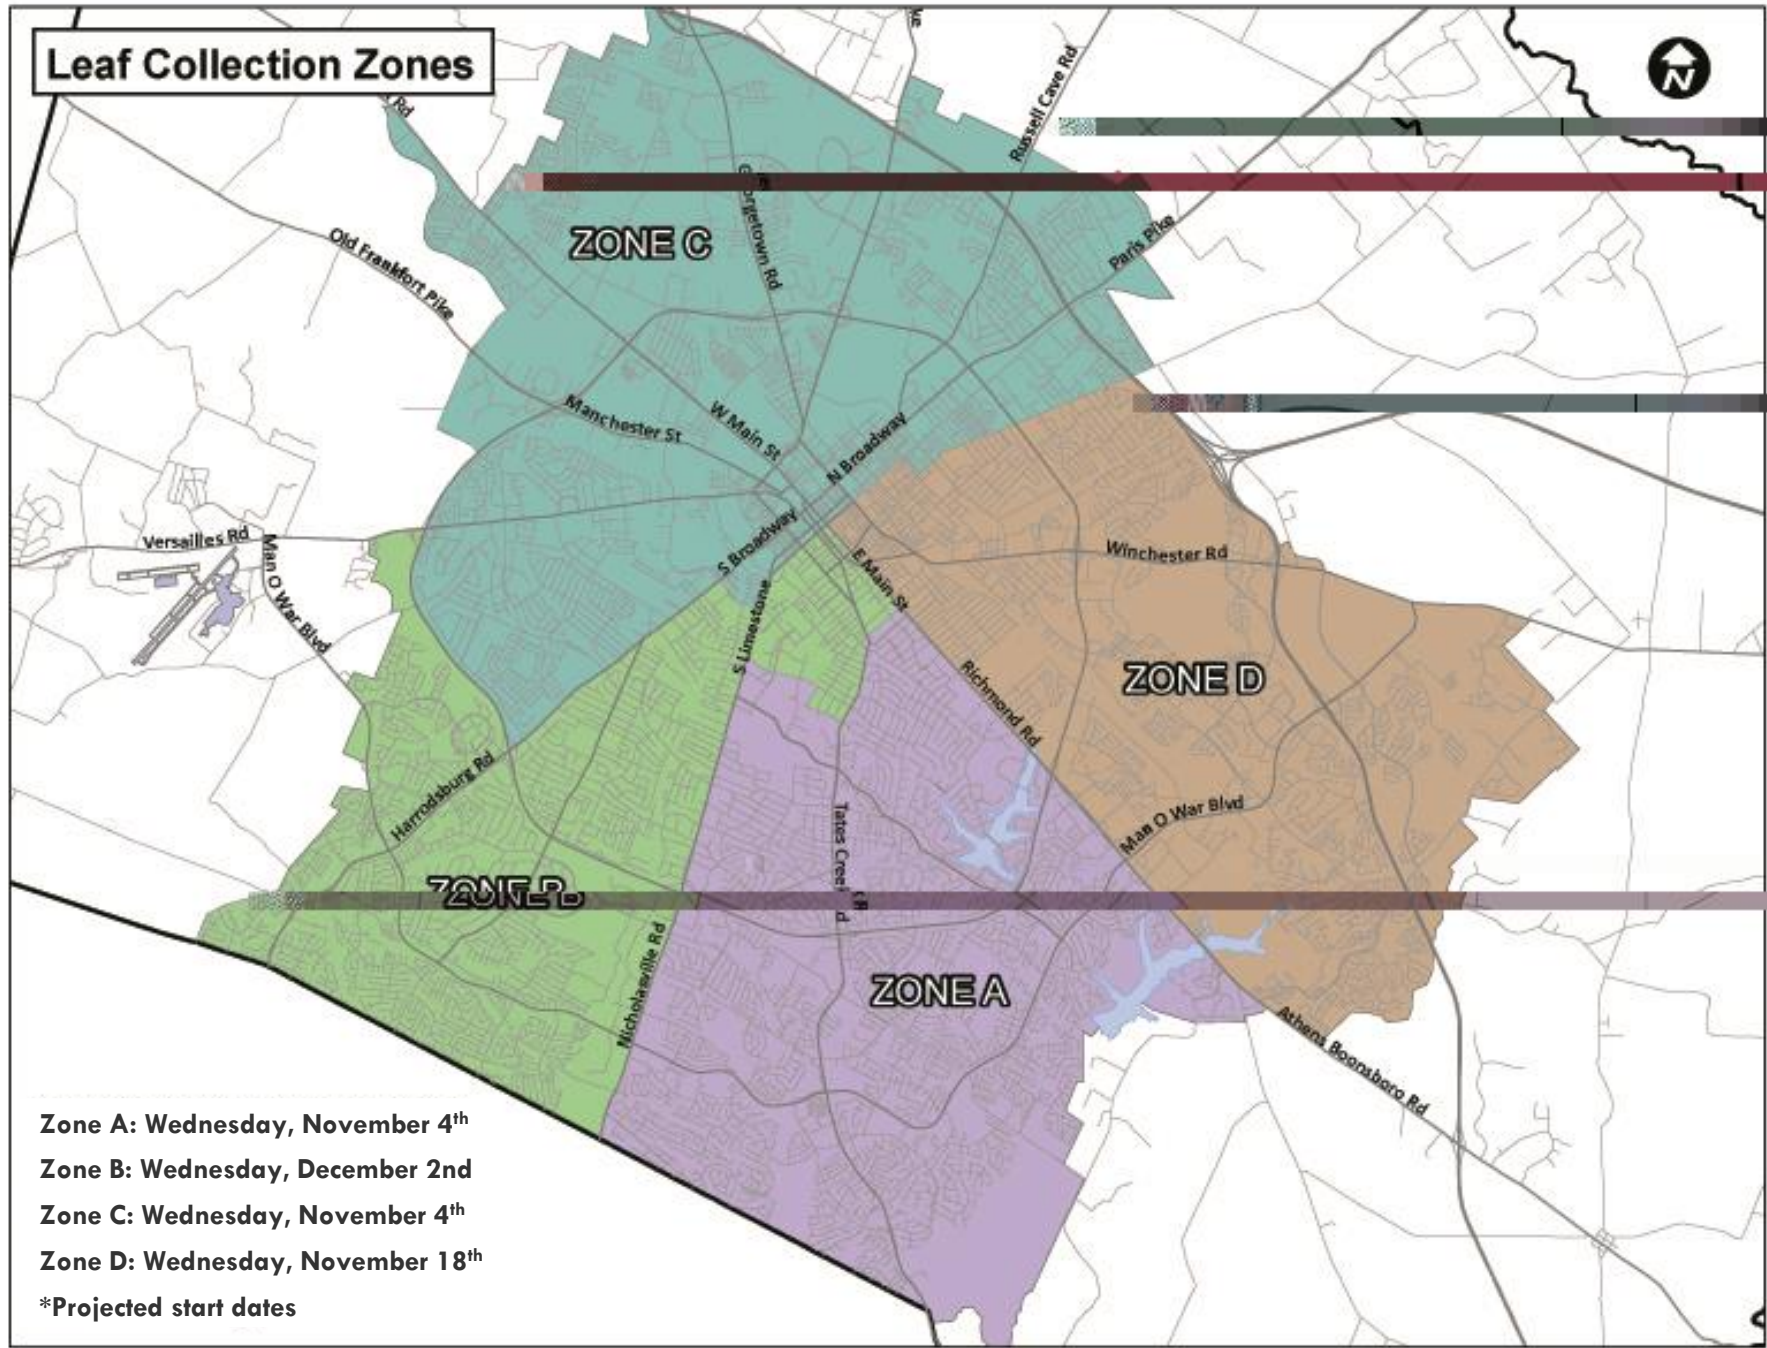 Leaf Collection Zones
N
Rd
Russell Cave Rd
Georgetown Rd
ZONE C
Paris Pike
Old Frankfort Pike
Manchester St
W Main St
N Broadway
Versailles Rd
Man O War Blvd
S Broadway
E Main St
Winchester Rd
S Limestone
ZONE D
Richmond Rd
Harrodsburg Rd
Man O War Blvd
Tates Creek Rd
ZONE B
Nicholasville Rd
ZONE A
Athens Boonsboro Rd
Zone A: Wednesday, November 4th
Zone B: Wednesday, December 2nd
Zone C: Wednesday, November 4th
Zone D: Wednesday, November 18th
*Projected start dates